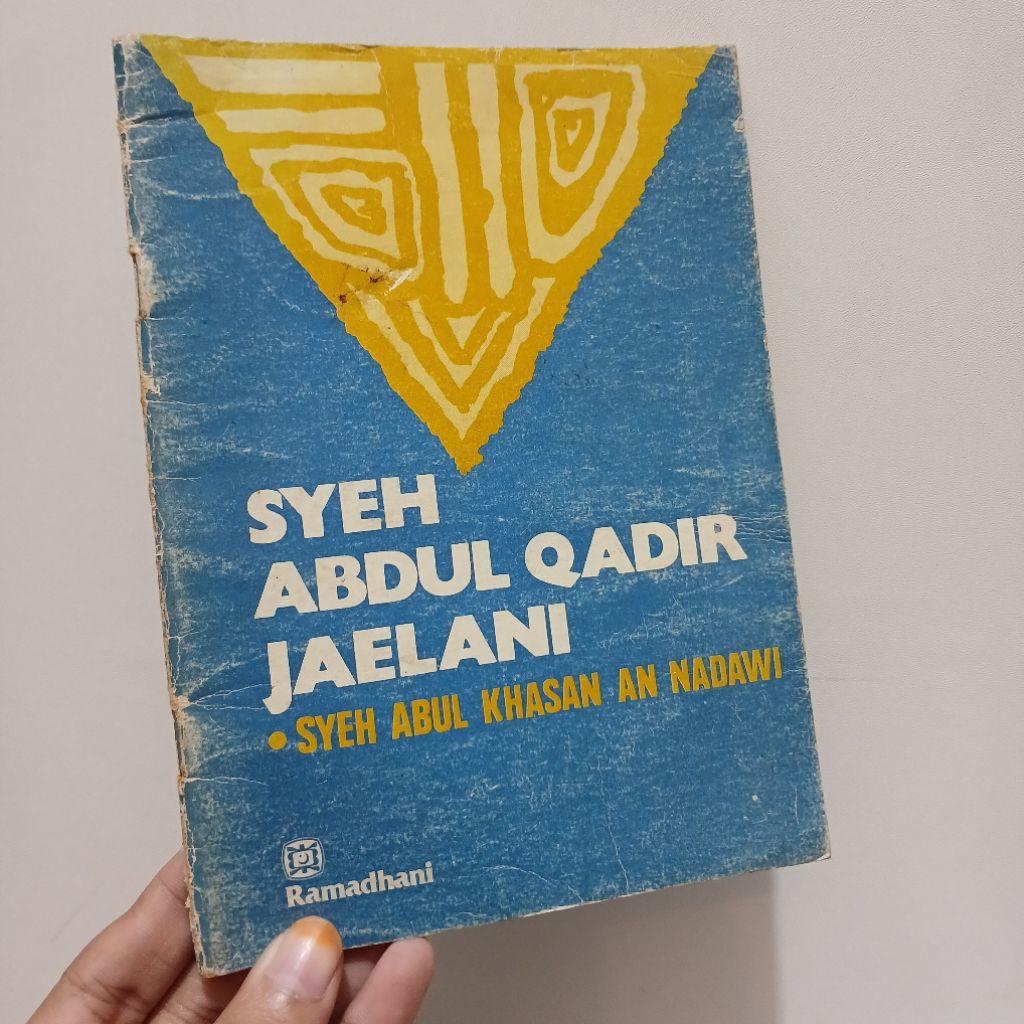 SYEH
ABDUL QADIR
JAELANI
• SYEH ABUL KHASAN AN NADAWI
Ramadhani